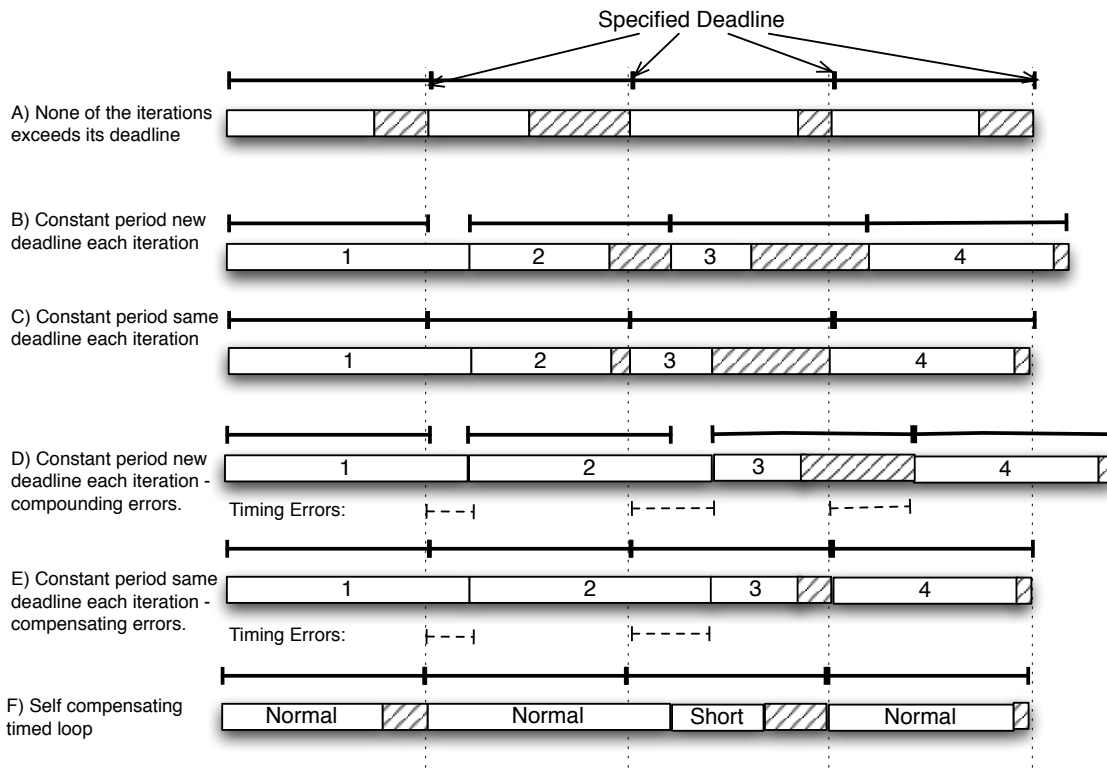 Specified Deadline
A) None of the iterations
exceeds its deadline
B) Constant period new
deadline each iteration
1 2 3 4
C) Constant period same
deadline each iteration
1 2 3 4
D) Constant period new
deadline each iteration -
compounding errors.
1 2 3 4
Timing Errors:
E) Constant period same
deadline each iteration -
compensating errors.
1 2 3 4
Timing Errors:
F) Self compensating
timed loop
Normal Normal Short Normal